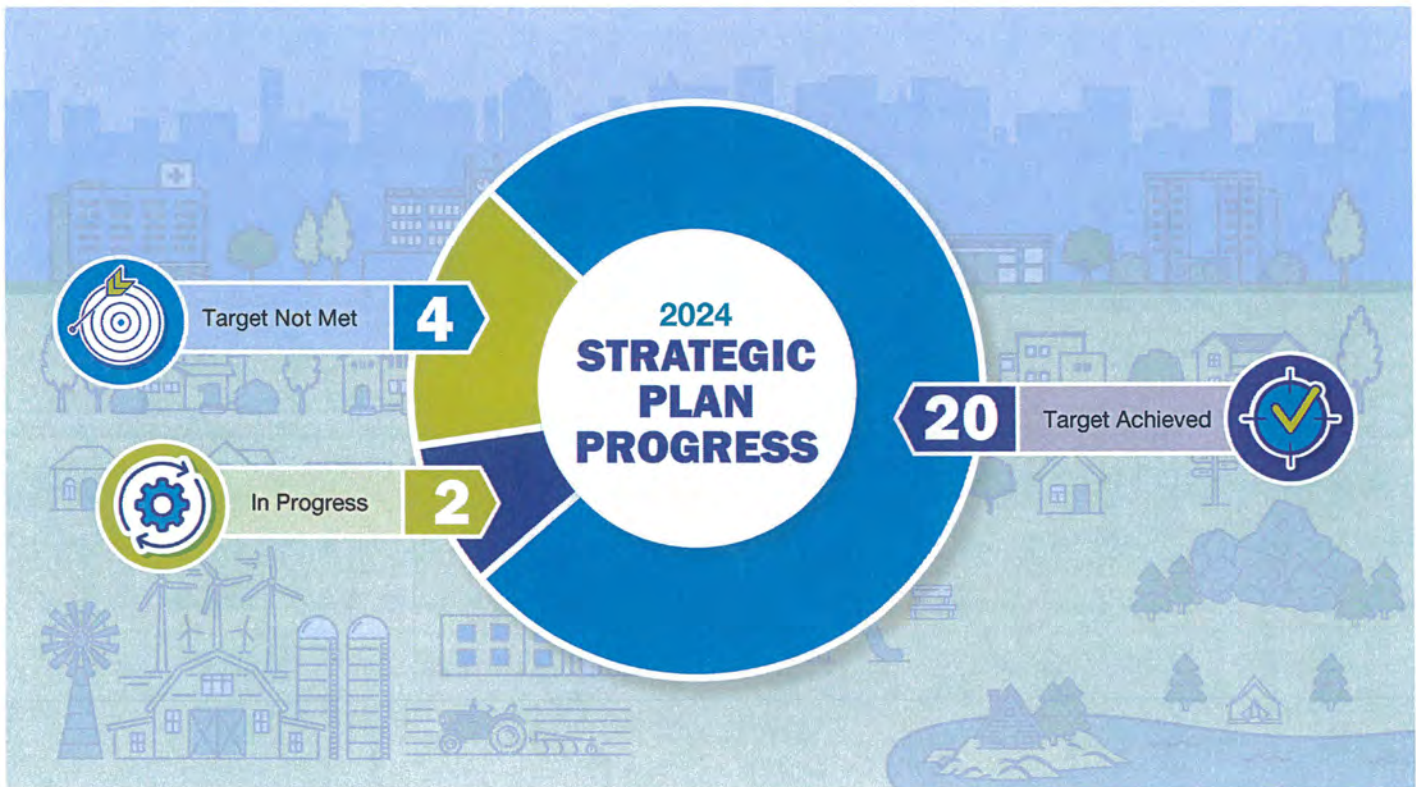 2024
STRATEGIC
PLAN
PROGRESS
Target Not Met 4
In Progress 2
20 Target Achieved